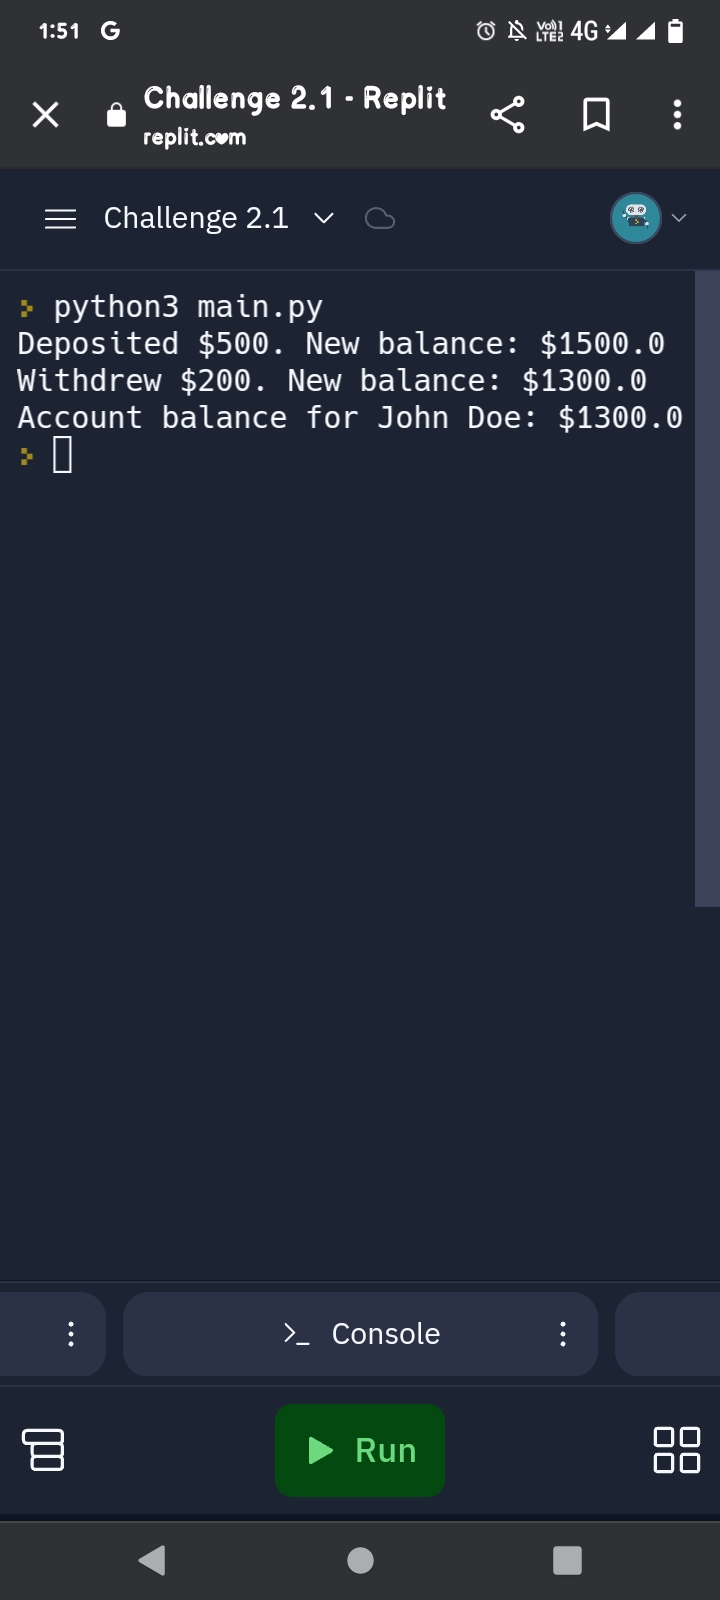 1:51 G Vo))1 LTE2 4G
Challenge 2.1 - Replit
replit.com
Challenge 2.1
python3 main.py
Deposited $500. New balance: $1500.0
Withdrew $200. New balance: $1300.0
Account balance for John Doe: $1300.0
Console
Run